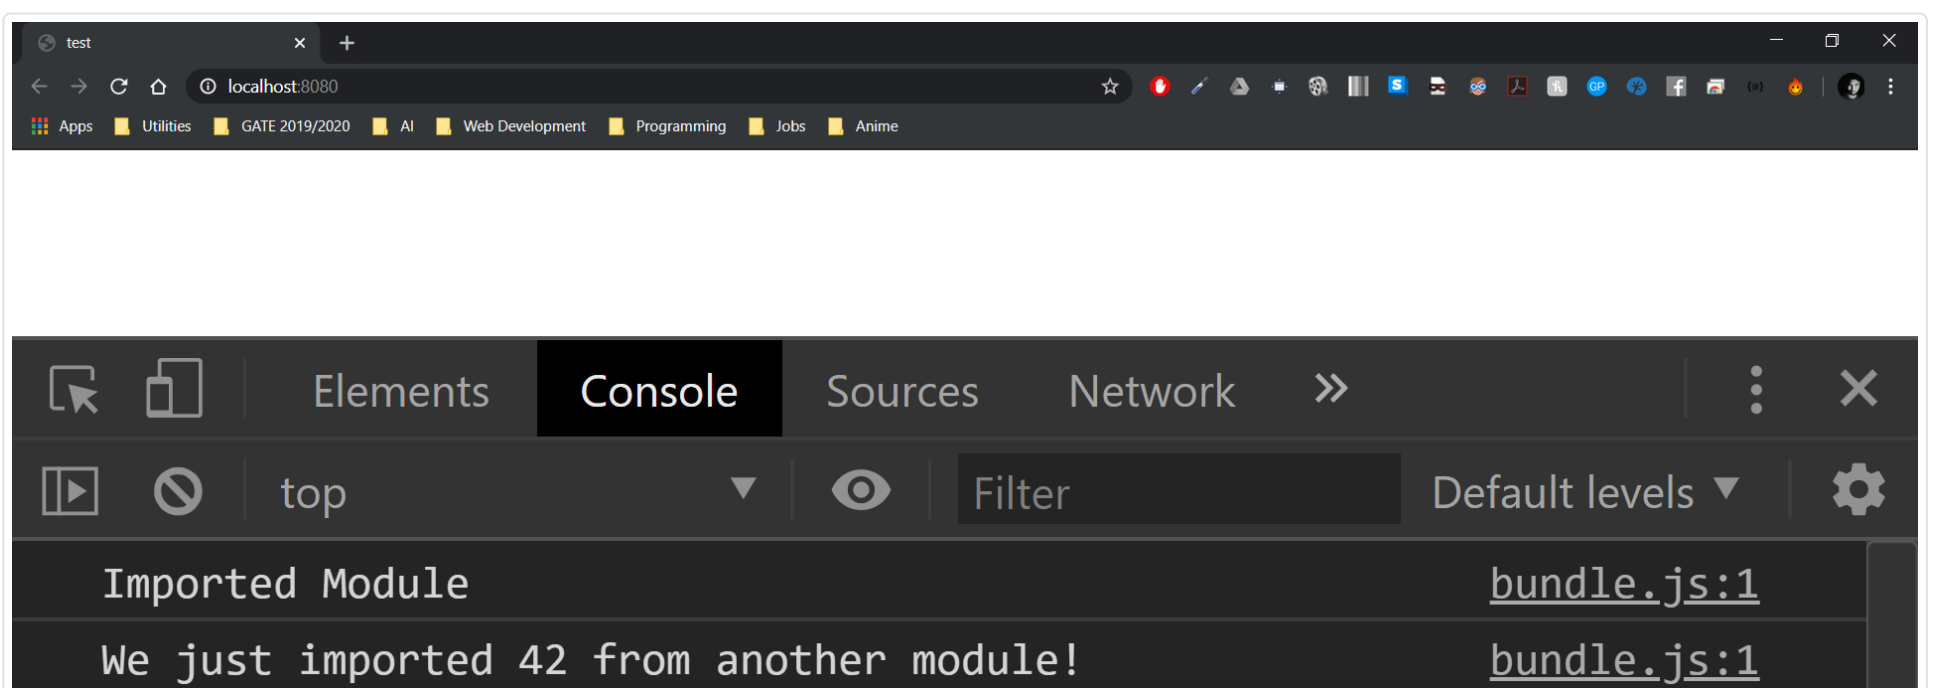 test
localhost:8080
Apps Utilities GATE 2019/2020 AI Web Development Programming Jobs Anime
Elements Console Sources Network
top Filter Default levels
Imported Module bundle.js:1
We just imported 42 from another module! bundle.js:1